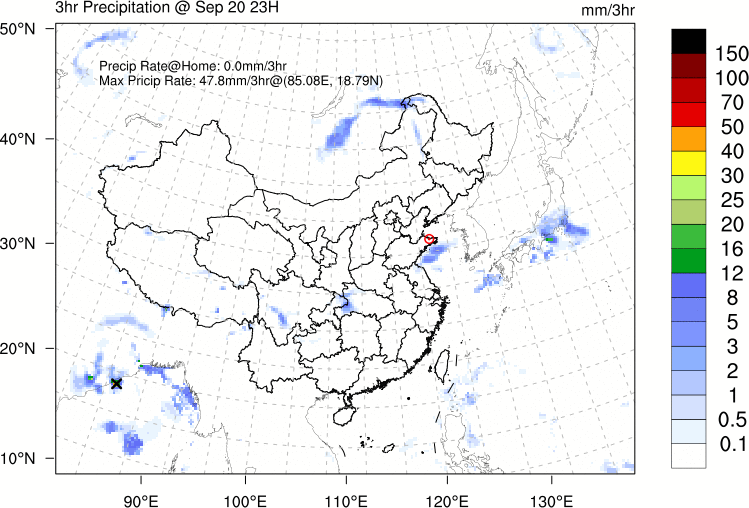 3hr Precipitation @ Sep 20 23H
mm/3hr
50°N
Precip Rate@Home: 0.0mm/3hr
Max Pricip Rate: 47.8mm/3hr@(85.08E, 18.79N)
40°N
30°N
20°N
10°N
90°E
100°E
110°E
120°E
130°E
150
100
70
50
40
30
25
20
16
12
8
5
3
2
1
0.5
0.1